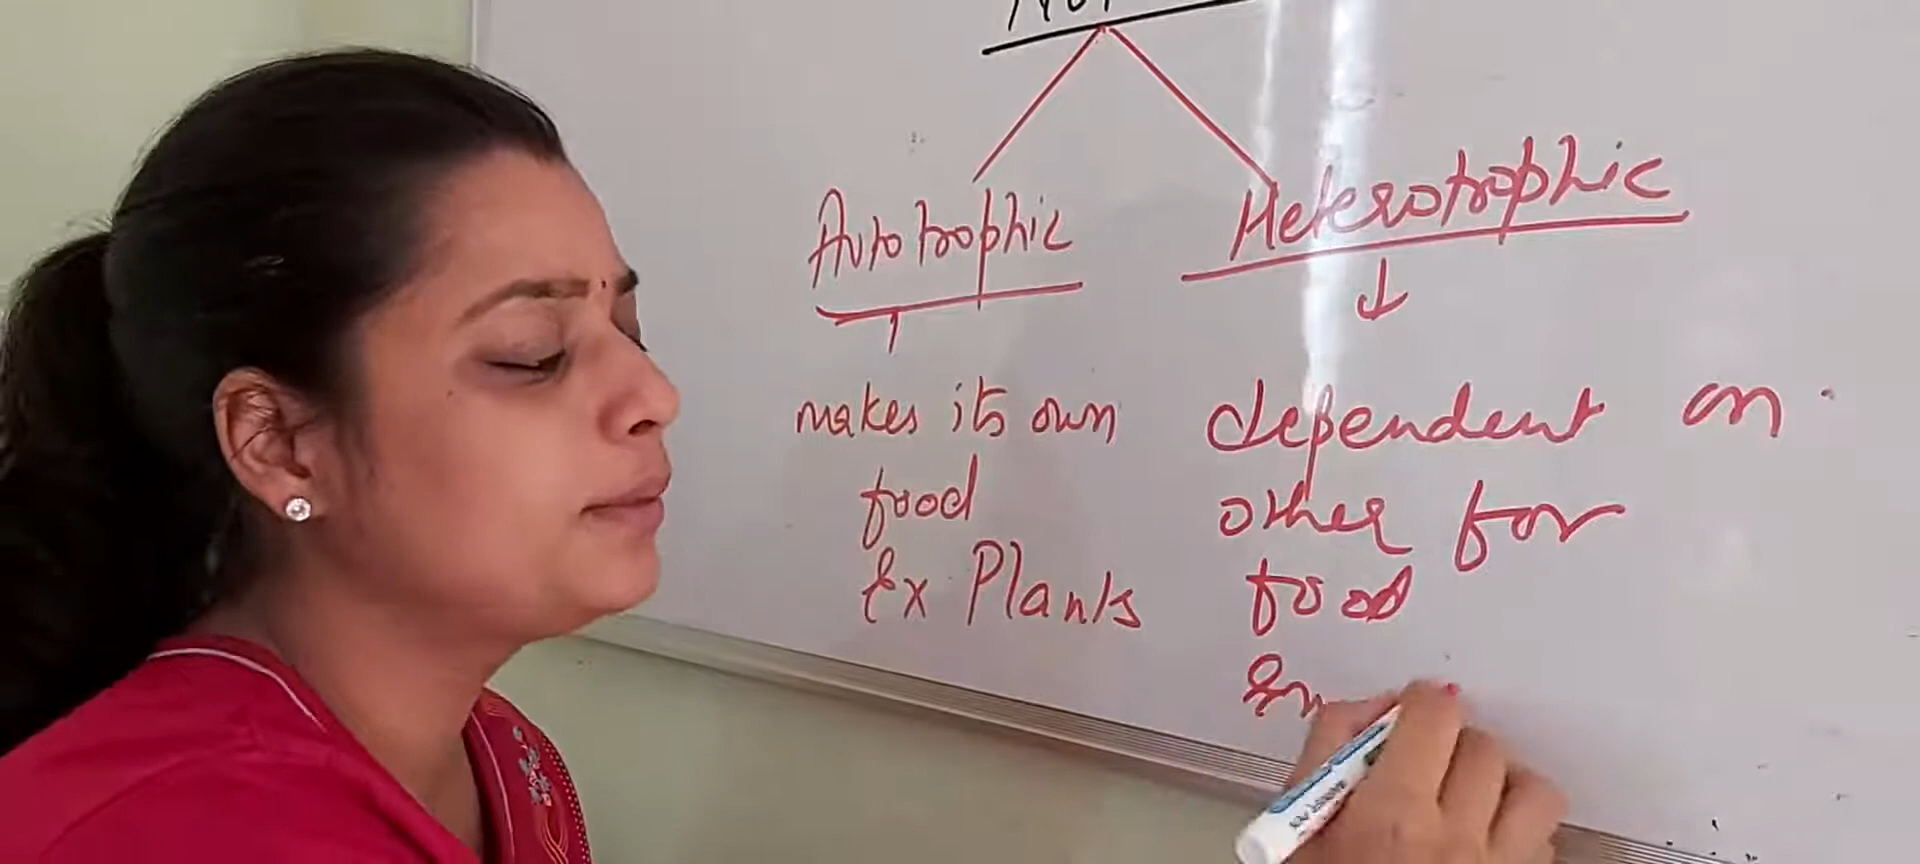 Autotrophic Heterotrophic
makes its own
food
Ex Plants
dependent on
other for
food